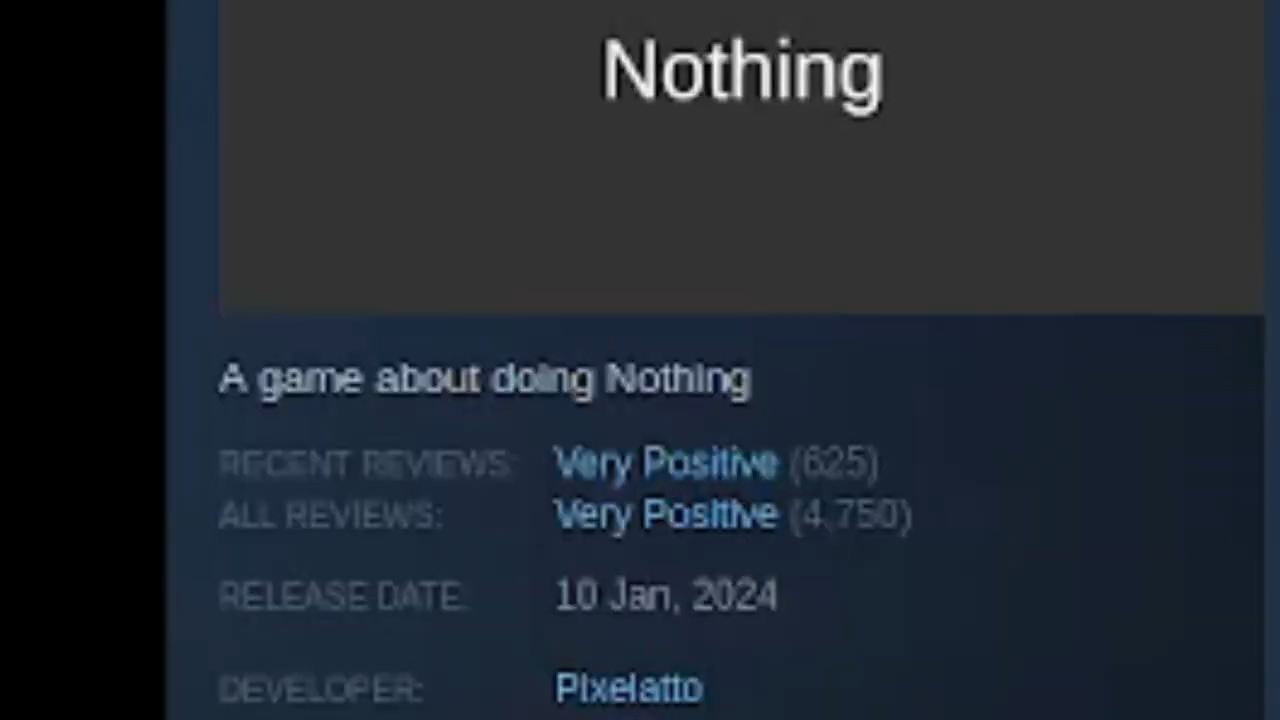 Nothing
A game about doing Nothing
RECENT REVIEWS: Very Positive (625)
ALL REVIEWS: Very Positive (4,750)
RELEASE DATE: 10 Jan, 2024
DEVELOPER: Pixelatto